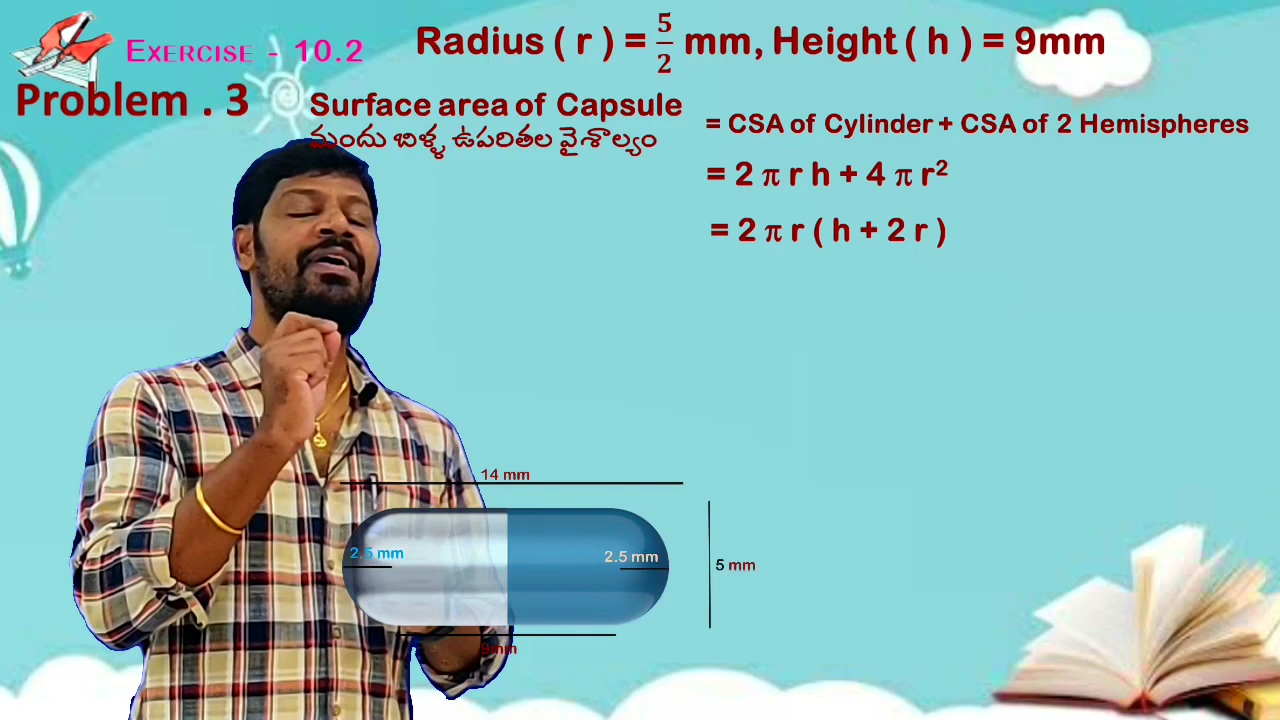 EXERCISE - 10.2
Radius ( r ) = 5/2 mm, Height ( h ) = 9mm
Problem . 3
Surface area of Capsule
మందు బిళ్ళ ఉపరితల వైశాల్యం
= CSA of Cylinder + CSA of 2 Hemispheres
= 2 π r h + 4 π r²
= 2 π r ( h + 2 r )
14 mm
2.5 mm
2.5 mm
5 mm
9mm